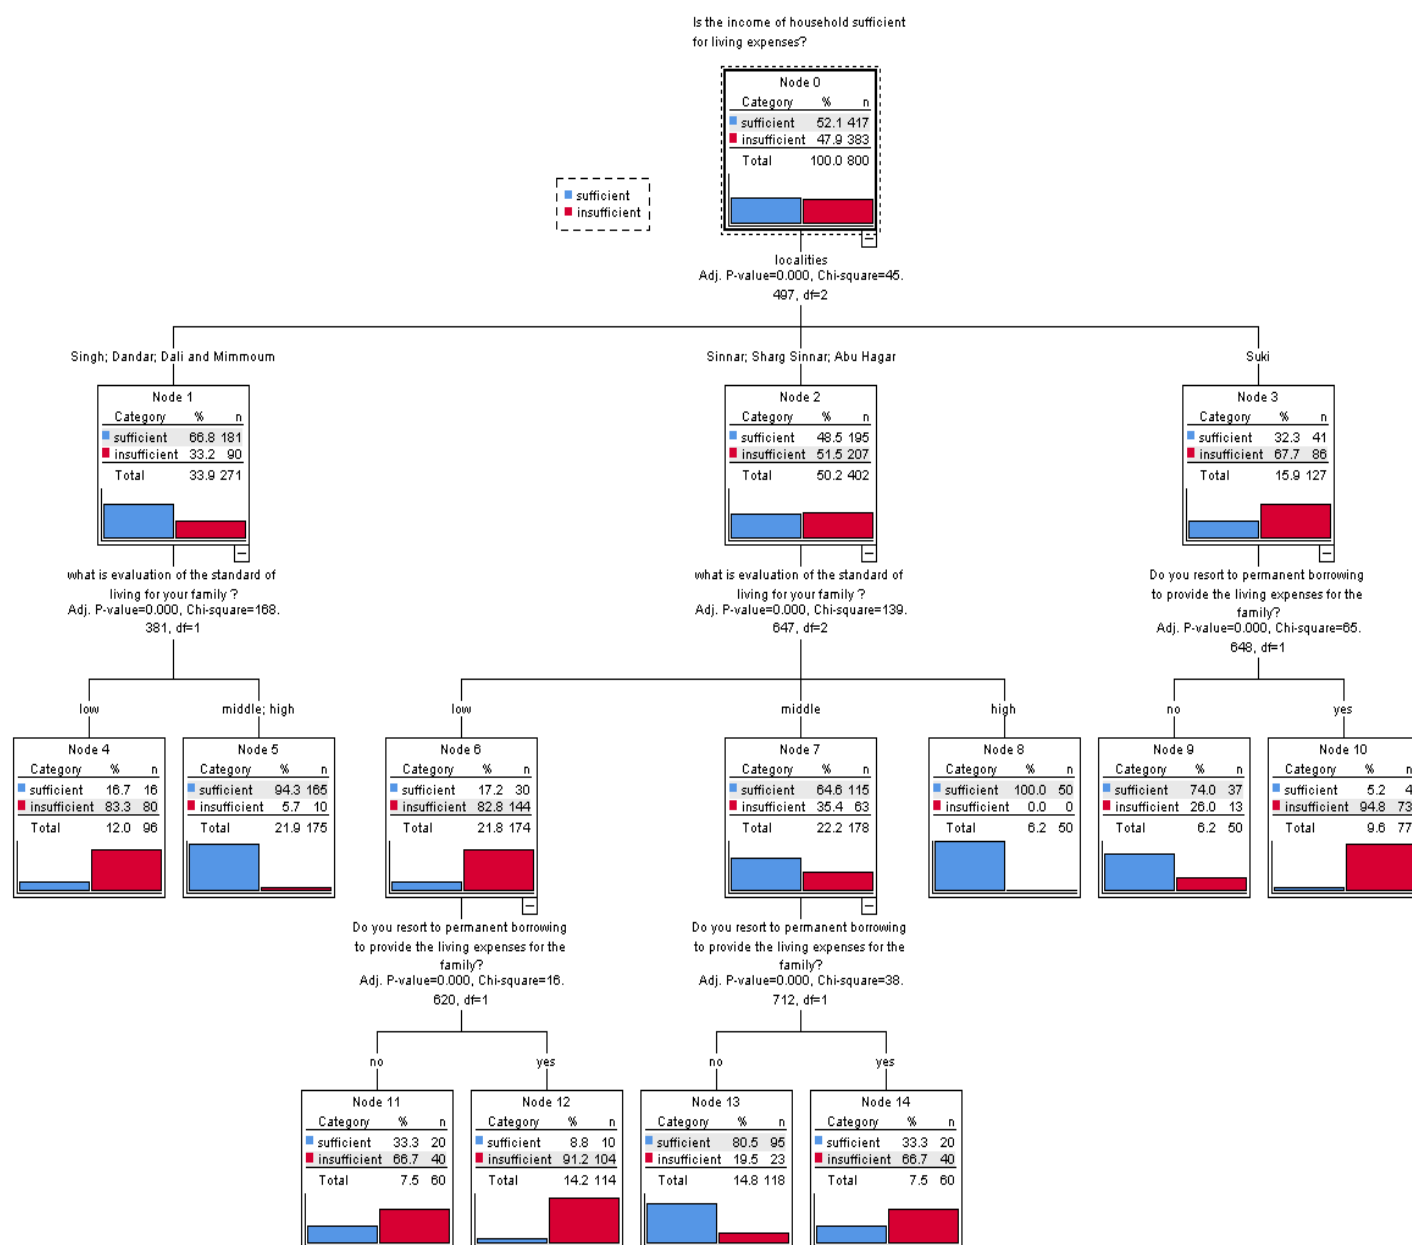 Is the income of household sufficient
for living expenses?
Node 0
Category % n
sufficient 52.1 417
insufficient 47.9 383
Total 100.0 800
sufficient
insufficient
localities
Adj. P-value=0.000, Chi-square=45.
497, df=2
Singh; Dandar; Dali and Mimmoum
Sinnar; Sharg Sinnar; Abu Hagar
Suki
Node 1
Category % n
sufficient 66.8 181
insufficient 33.2 90
Total 33.9 271
Node 2
Category % n
sufficient 48.5 195
insufficient 51.5 207
Total 50.2 402
Node 3
Category % n
sufficient 32.3 41
insufficient 67.7 86
Total 15.9 127
what is evaluation of the standard of
living for your family ?
Adj. P-value=0.000, Chi-square=168.
381, df=1
what is evaluation of the standard of
living for your family ?
Adj. P-value=0.000, Chi-square=139.
647, df=2
Do you resort to permanent borrowing
to provide the living expenses for the
family?
Adj. P-value=0.000, Chi-square=65.
648, df=1
low
middle; high
low
middle
high
no
yes
Node 4
Category % n
sufficient 16.7 16
insufficient 83.3 80
Total 12.0 96
Node 5
Category % n
sufficient 94.3 165
insufficient 5.7 10
Total 21.9 175
Node 6
Category % n
sufficient 17.2 30
insufficient 82.8 144
Total 21.8 174
Node 7
Category % n
sufficient 64.6 115
insufficient 35.4 63
Total 22.2 178
Node 8
Category % n
sufficient 100.0 50
insufficient 0.0 0
Total 6.2 50
Node 9
Category % n
sufficient 74.0 37
insufficient 26.0 13
Total 6.2 50
Node 10
Category % n
sufficient 5.2 4
insufficient 94.8 73
Total 9.6 77
Do you resort to permanent borrowing
to provide the living expenses for the
family?
Adj. P-value=0.000, Chi-square=16.
620, df=1
Do you resort to permanent borrowing
to provide the living expenses for the
family?
Adj. P-value=0.000, Chi-square=38.
712, df=1
no
yes
no
yes
Node 11
Category % n
sufficient 33.3 20
insufficient 66.7 40
Total 7.5 60
Node 12
Category % n
sufficient 8.8 10
insufficient 91.2 104
Total 14.2 114
Node 13
Category % n
sufficient 80.5 95
insufficient 19.5 23
Total 14.8 118
Node 14
Category % n
sufficient 33.3 20
insufficient 66.7 40
Total 7.5 60